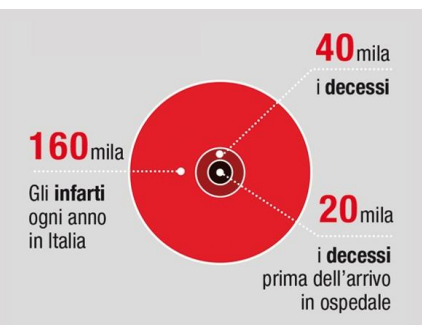 40mila
i decessi
160mila
Gli infarti
ogni anno
in Italia
20mila
i decessi
prima dell'arrivo
in ospedale